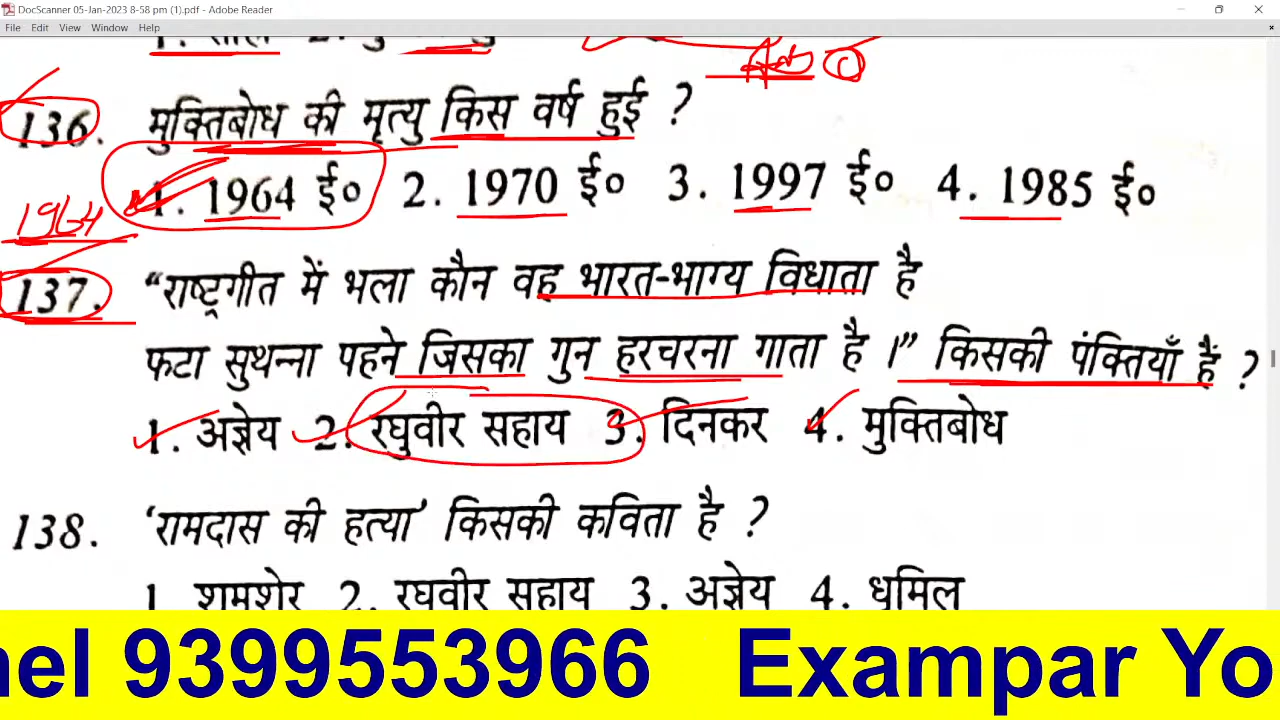 DocScanner 05-Jan-2023 8-58 pm (1).pdf - Adobe Reader
File Edit View Window Help
136. मुक्तिबोध की मृत्यु किस वर्ष हुई ?
1. 1964 ई० 2. 1970 ई० 3. 1997 ई० 4. 1985 ई०
1964
137. “राष्ट्रगीत में भला कौन वह भारत-भाग्य विधाता है
फटा सुथन्ना पहने जिसका गुन हरचरना गाता है ।” किसकी पंक्तियाँ हैं ?
1. अज्ञेय 2. रघुवीर सहाय 3. दिनकर 4. मुक्तिबोध
138. ‘रामदास की हत्या’ किसकी कविता है ?
1. शमशेर 2. रघुवीर सहाय 3. अज्ञेय 4. धूमिल
nel 9399553966 Exampar Yo